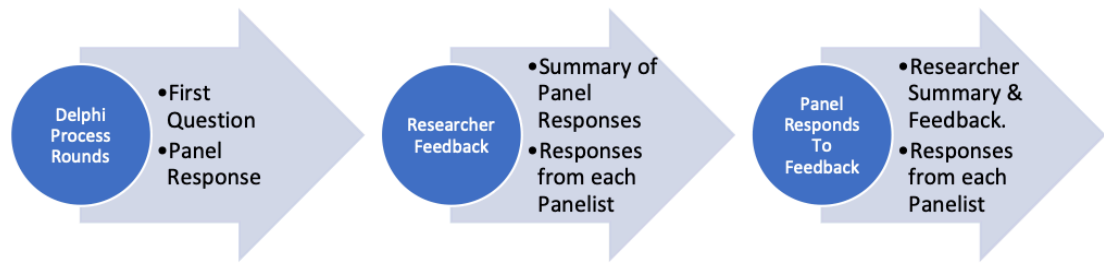 Delphi
Process
Rounds
•First
Question
•Panel
Response
Researcher
Feedback
•Summary of
Panel
Responses
•Responses
from each
Panelist
Panel
Responds
To
Feedback
•Researcher
Summary &
Feedback.
•Responses
from each
Panelist